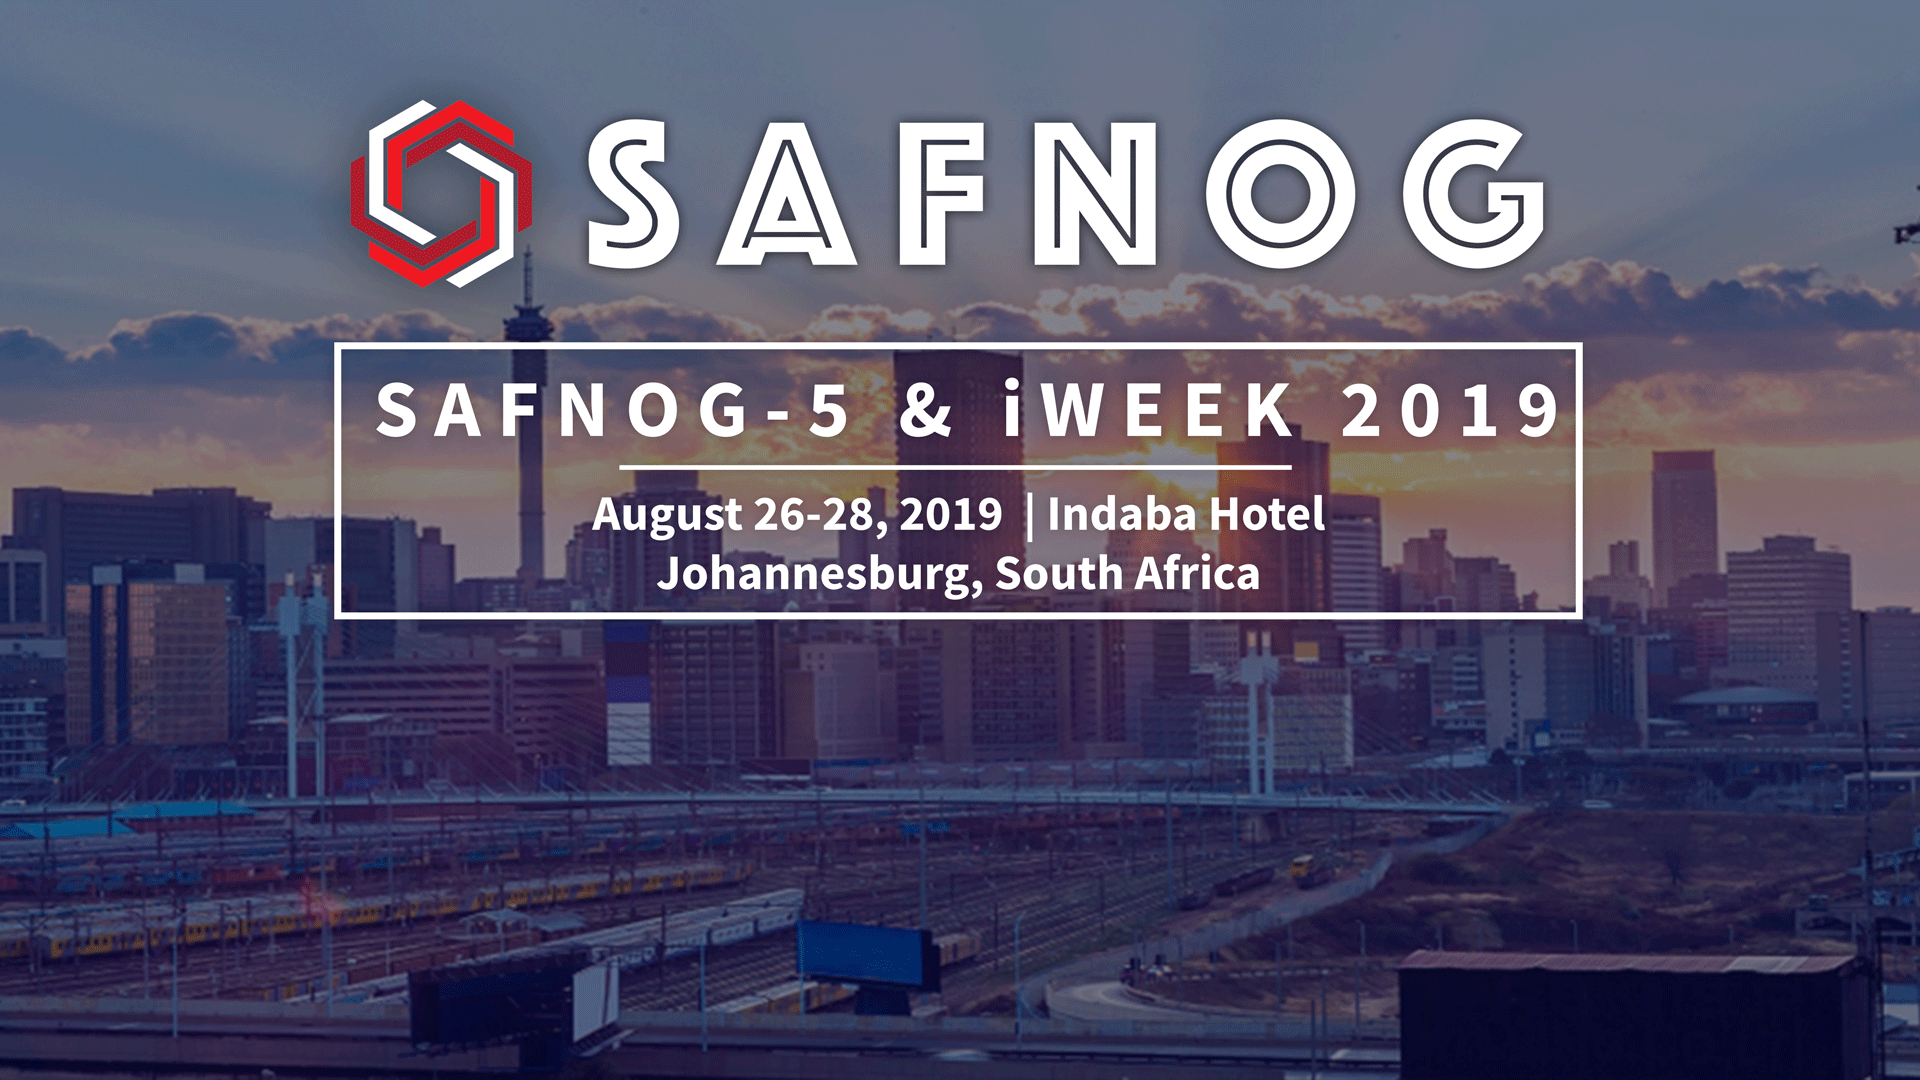 SAFNOG
SAFNOG-5 & iWEEK 2019
August 26-28, 2019 | Indaba Hotel
Johannesburg, South Africa